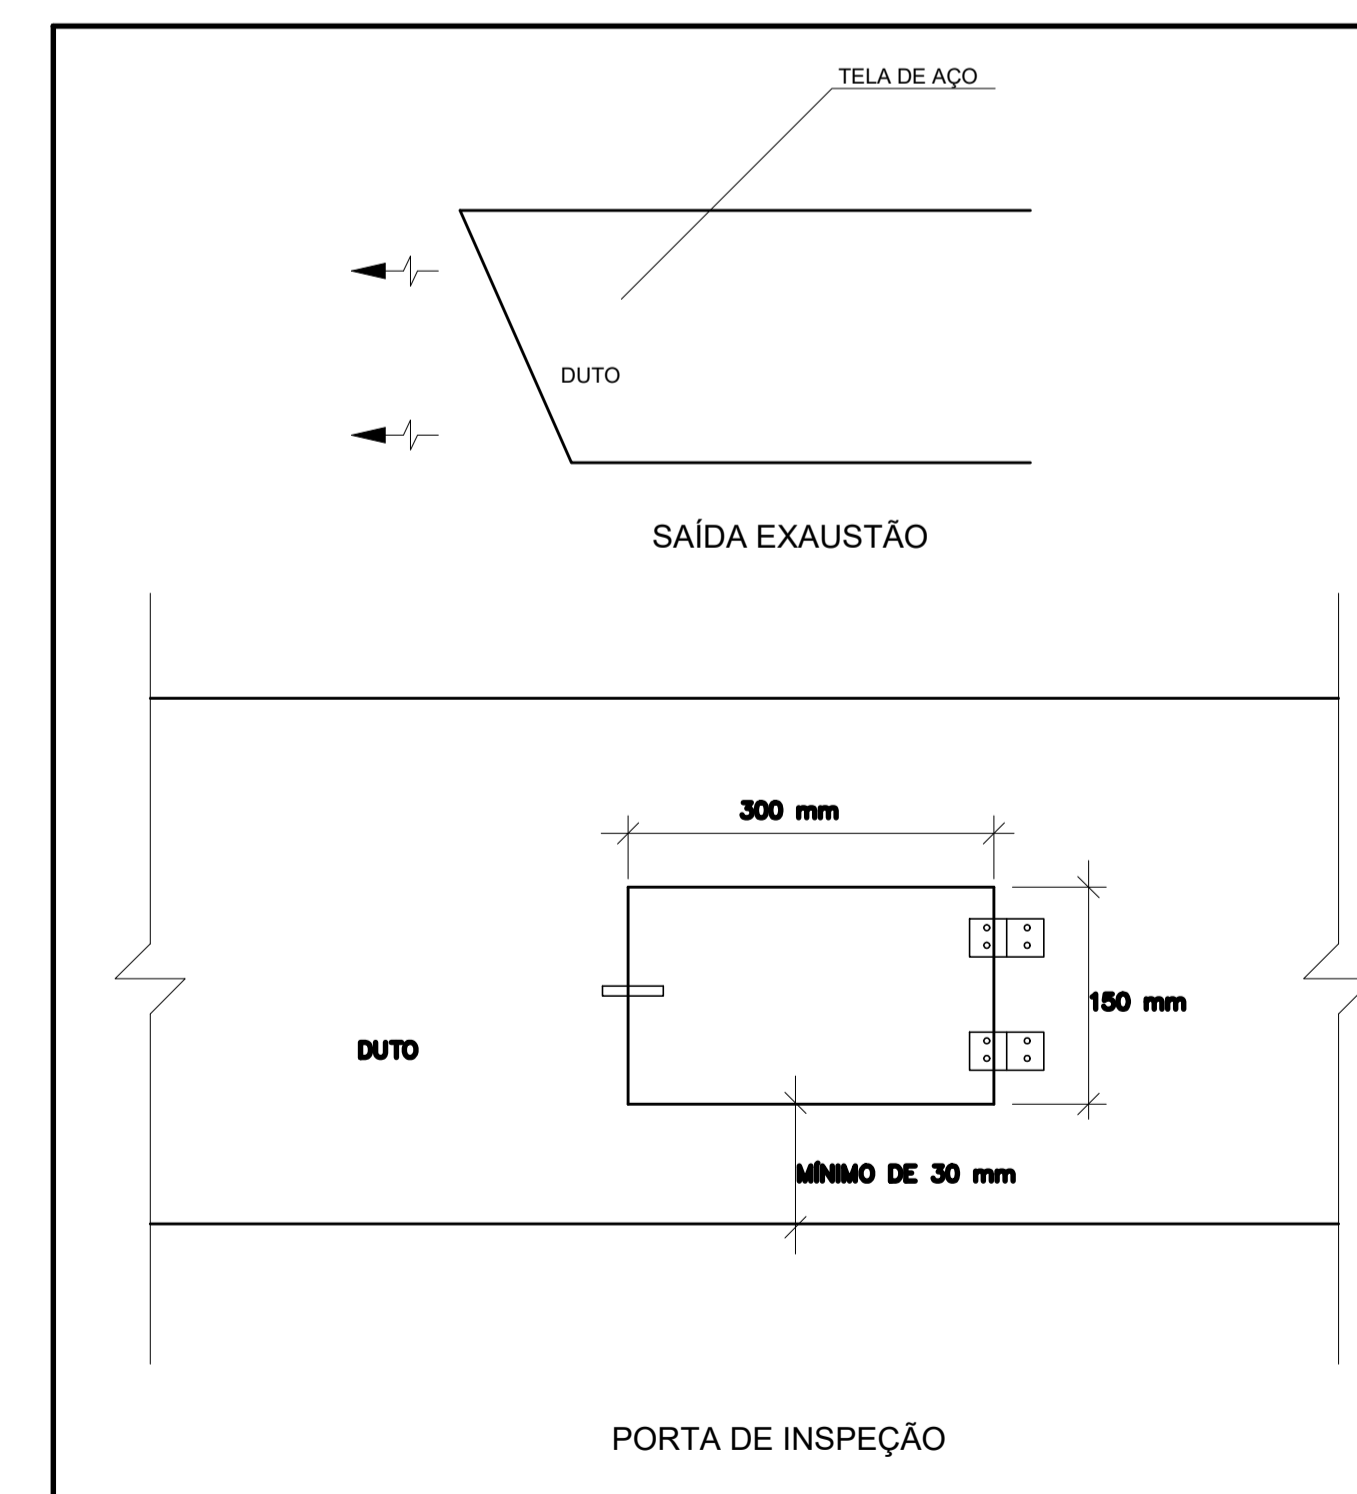 TELA DE AÇO
DUTO
SAÍDA EXAUSTÃO
300 mm
150 mm
DUTO
MÍNIMO DE 30 mm
PORTA DE INSPEÇÃO